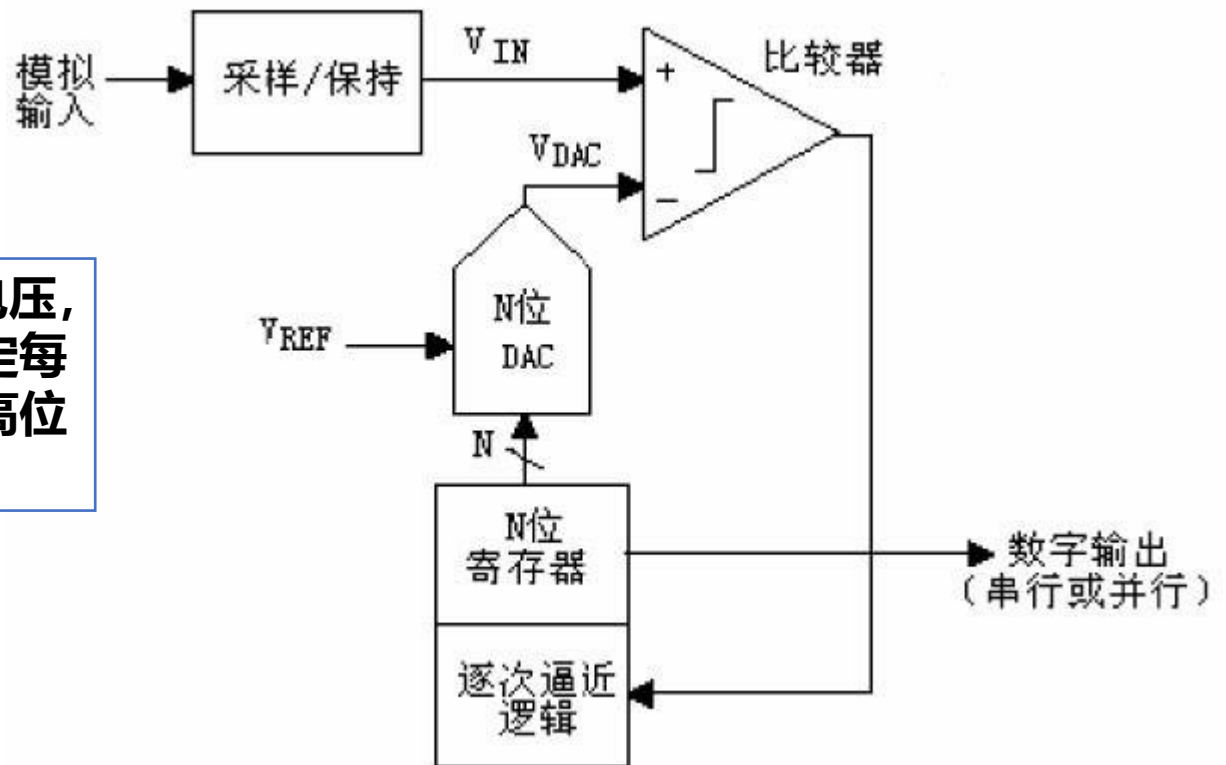 模拟
输入
采样/保持
V IN
+
比较器
VDAC
−
压,
每
高位
VREF
N位
DAC
N
N位
寄存器
数字输出
(串行或并行)
逐次逼近
逻辑